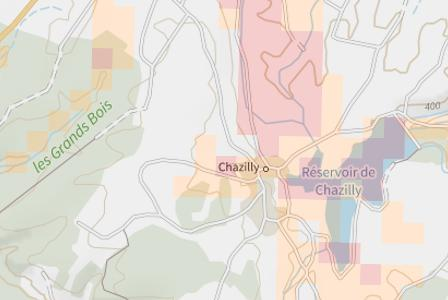 400
les Grands Bois
Chazilly
Réservoir de
Chazilly